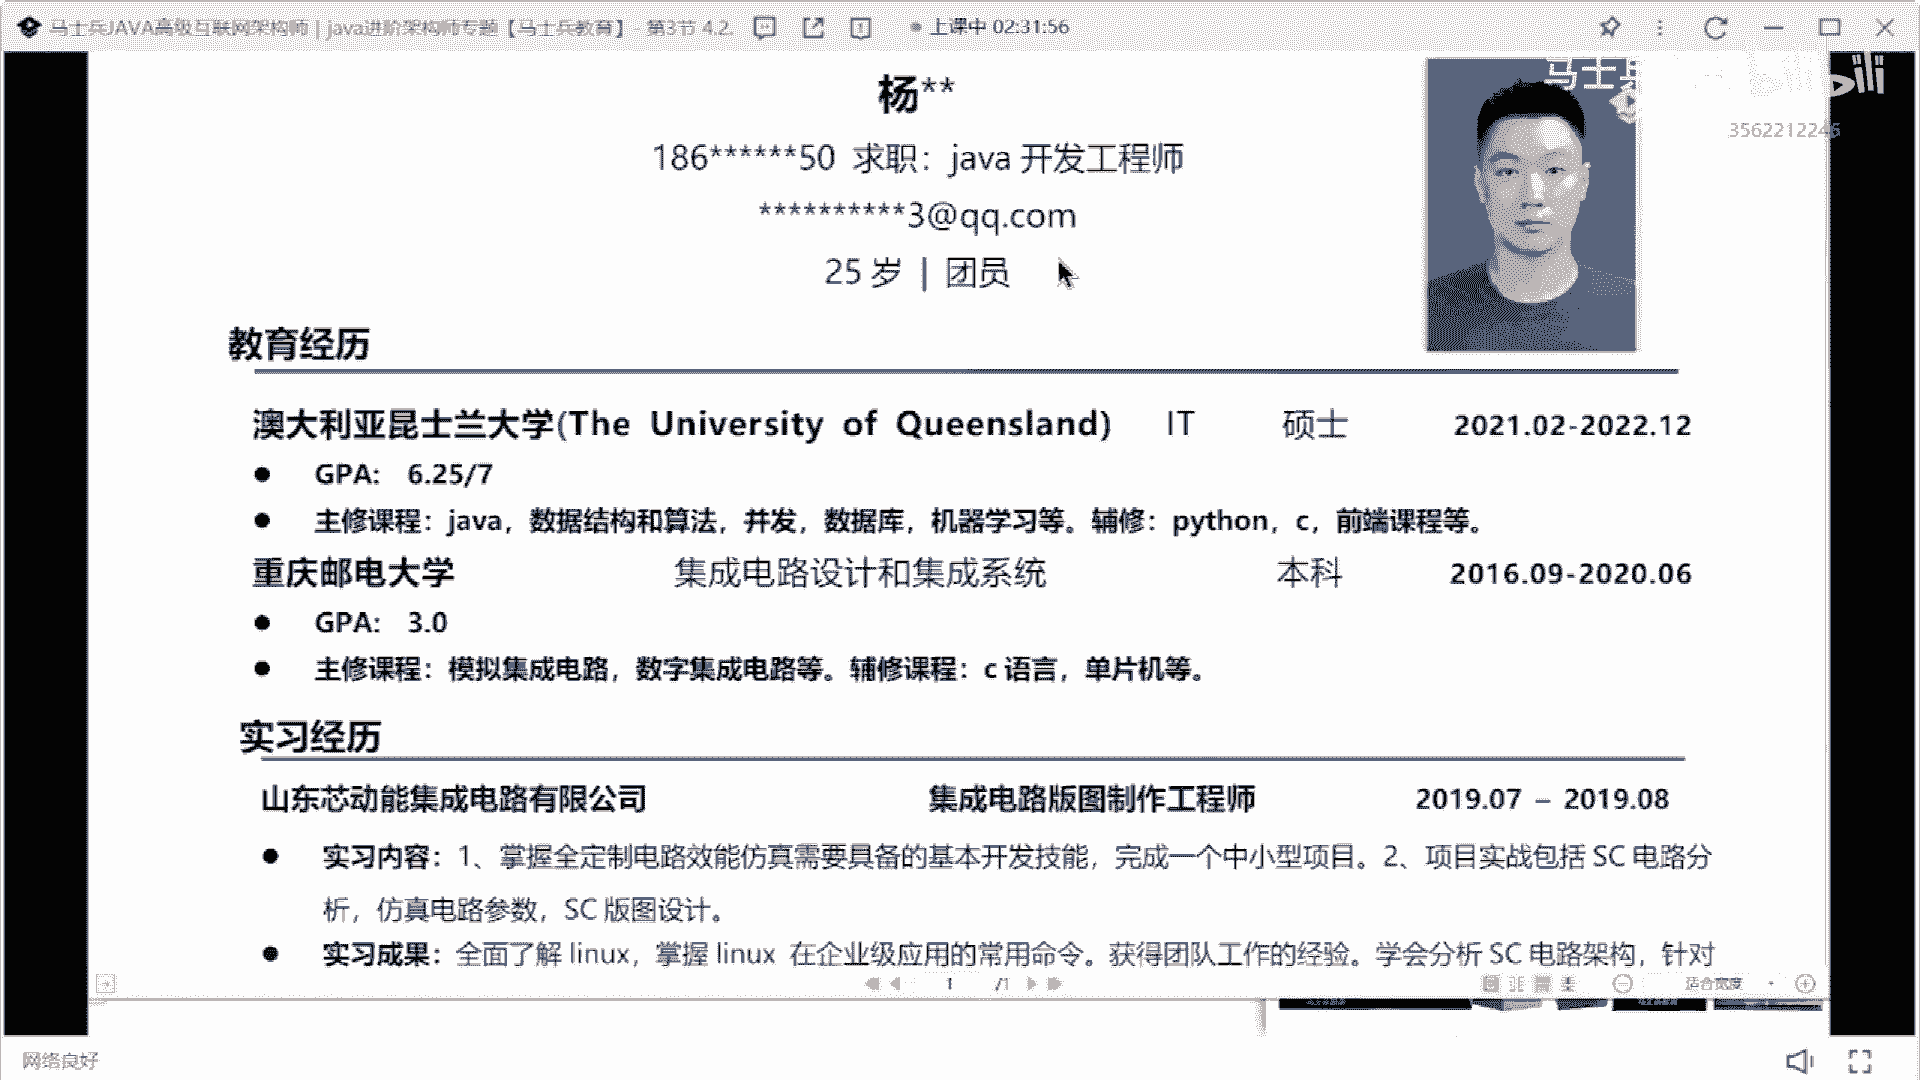 马士兵JAVA高级互联网架构师 | java进阶架构师专题【马士兵教育】 - 第3节 4.2. 上课中 02:31:56
马士兵
bilibili
3562212246
杨**
186******50 求职：java 开发工程师
**********3@qq.com
25 岁 | 团员
教育经历
澳大利亚昆士兰大学(The University of Queensland) IT 硕士 2021.02-2022.12
● GPA: 6.25/7
● 主修课程：java，数据结构和算法，并发，数据库，机器学习等。辅修：python，c，前端课程等。
重庆邮电大学 集成电路设计和集成系统 本科 2016.09-2020.06
● GPA: 3.0
● 主修课程：模拟集成电路，数字集成电路等。辅修课程：c 语言，单片机等。
实习经历
山东芯动能集成电路有限公司 集成电路版图制作工程师 2019.07 – 2019.08
● 实习内容：1、掌握全定制电路效能仿真需要具备的基本开发技能，完成一个中小型项目。2、项目实战包括 SC 电路分
析，仿真电路参数，SC 版图设计。
● 实习成果：全面了解 linux，掌握 linux 在企业级应用的常用命令。获得团队工作的经验。学会分析 SC 电路架构，针对
1 /1 适合宽度
网络良好